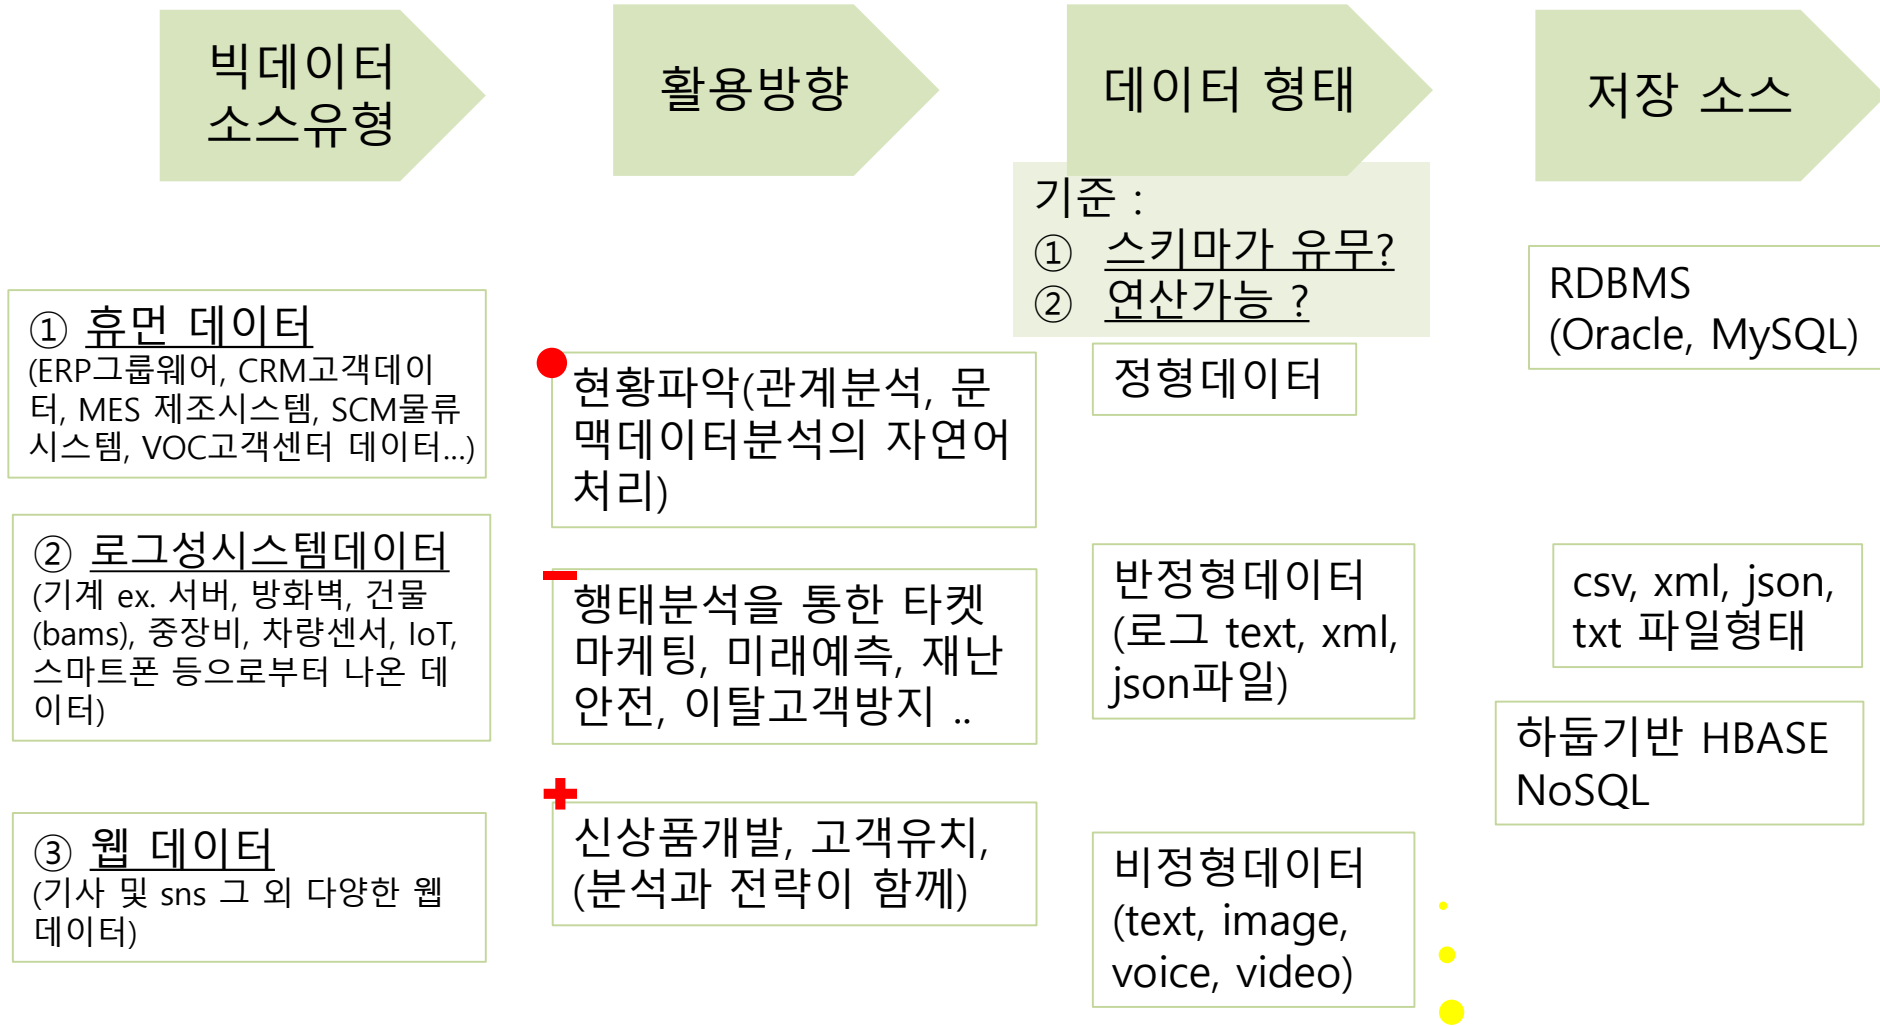 빅데이터
소스유형
활용방향
데이터 형태
저장 소스
기준 :
① 스키마가 유무?
② 연산가능 ?
① 휴먼 데이터
(ERP그룹웨어, CRM고객데이
터, MES 제조시스템, SCM물류
시스템, VOC고객센터 데이터...)
② 로그성시스템데이터
(기계 ex. 서버, 방화벽, 건물
(bams), 중장비, 차량센서, IoT,
스마트폰 등으로부터 나온 데
이터)
③ 웹 데이터
(기사 및 sns 그 외 다양한 웹
데이터)
현황파악(관계분석, 문
맥데이터분석의 자연어
처리)
행태분석을 통한 타켓
마케팅, 미래예측, 재난
안전, 이탈고객방지 ..
신상품개발, 고객유치,
(분석과 전략이 함께)
정형데이터
반정형데이터
(로그 text, xml,
json파일)
비정형데이터
(text, image,
voice, video)
RDBMS
(Oracle, MySQL)
csv, xml, json,
txt 파일형태
하둡기반 HBASE
NoSQL